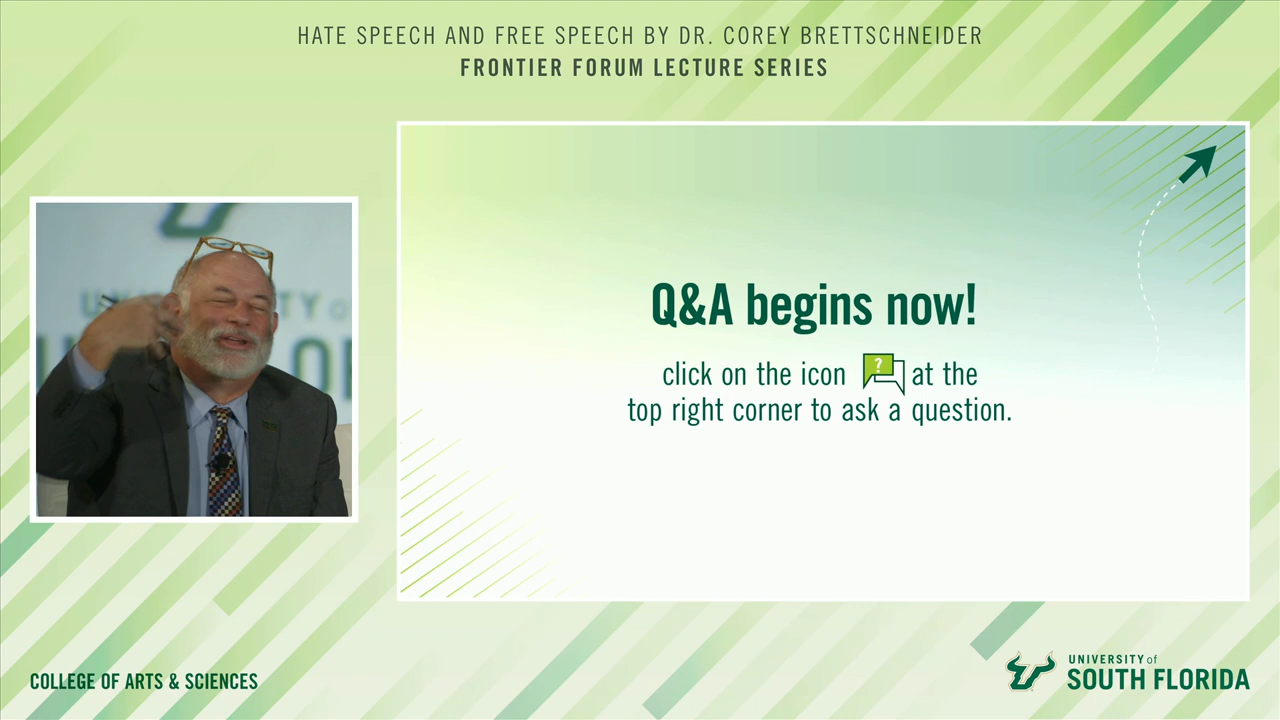 HATE SPEECH AND FREE SPEECH BY DR. COREY BRETTSCHNEIDER
FRONTIER FORUM LECTURE SERIES
Q&A begins now!
click on the icon ? at the
top right corner to ask a question.
COLLEGE OF ARTS & SCIENCES
UNIVERSITY of
SOUTH FLORIDA